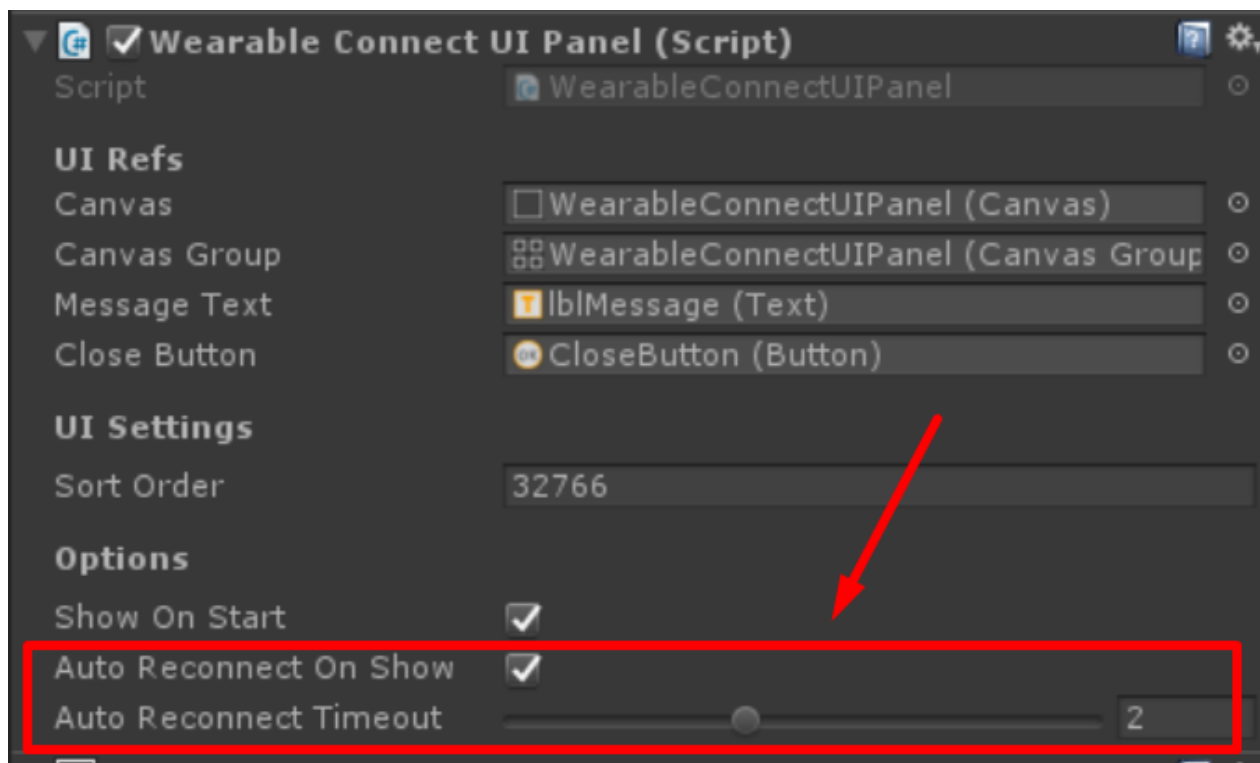 Wearable Connect UI Panel (Script)
Script WearableConnectUIPanel
UI Refs
Canvas WearableConnectUIPanel (Canvas)
Canvas Group WearableConnectUIPanel (Canvas Group
Message Text lblMessage (Text)
Close Button CloseButton (Button)
UI Settings
Sort Order 32766
Options
Show On Start
Auto Reconnect On Show
Auto Reconnect Timeout 2